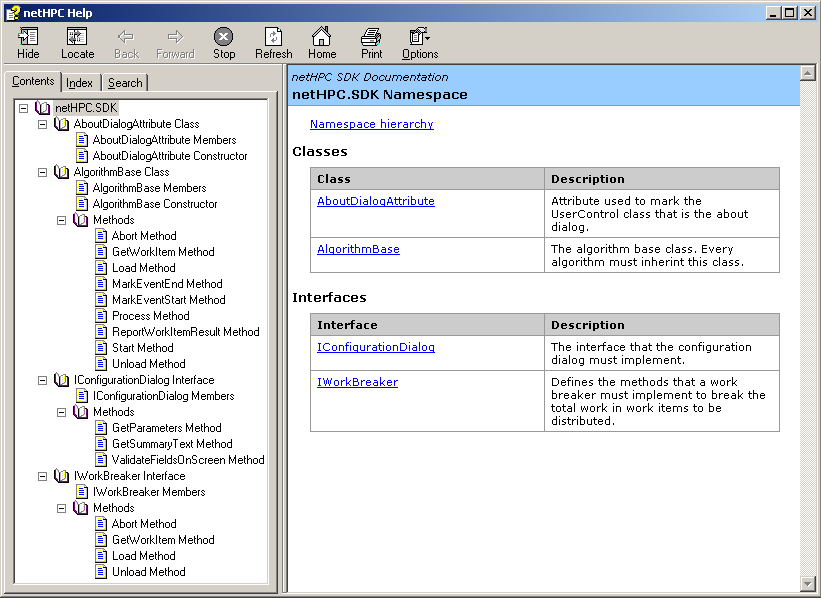 netHPC Help
Hide Locate Back Forward Stop Refresh Home Print Options
Contents Index Search
netHPC.SDK
AboutDialogAttribute Class
AboutDialogAttribute Members
AboutDialogAttribute Constructor
AlgorithmBase Class
AlgorithmBase Members
AlgorithmBase Constructor
Methods
Abort Method
GetWorkItem Method
Load Method
MarkEventEnd Method
MarkEventStart Method
Process Method
ReportWorkItemResult Method
Start Method
Unload Method
IConfigurationDialog Interface
IConfigurationDialog Members
Methods
GetParameters Method
GetSummaryText Method
ValidateFieldsOnScreen Method
IWorkBreaker Interface
IWorkBreaker Members
Methods
Abort Method
GetWorkItem Method
Load Method
Unload Method
netHPC SDK Documentation
netHPC.SDK Namespace
Namespace hierarchy
Classes
Class Description
AboutDialogAttribute Attribute used to mark the
UserControl class that is the about
dialog.
AlgorithmBase The algorithm base class. Every
algorithm must inherint this class.
Interfaces
Interface Description
IConfigurationDialog The interface that the configuration
dialog must implement.
IWorkBreaker Defines the methods that a work
breaker must implement to break the
total work in work items to be
distributed.